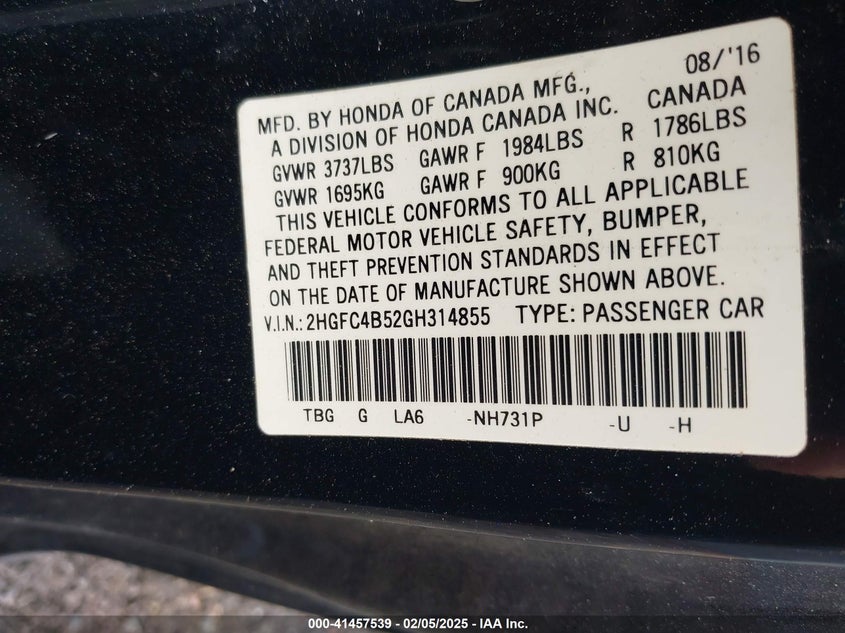 08/'16
MFD. BY HONDA OF CANADA MFG.,
A DIVISION OF HONDA CANADA INC. CANADA
GVWR 3737LBS GAWR F 1984LBS R 1786LBS
GVWR 1695KG GAWR F 900KG R 810KG
THIS VEHICLE CONFORMS TO ALL APPLICABLE
FEDERAL MOTOR VEHICLE SAFETY, BUMPER,
AND THEFT PREVENTION STANDARDS IN EFFECT
ON THE DATE OF MANUFACTURE SHOWN ABOVE.
V.I.N.: 2HGFC4B52GH314855 TYPE: PASSENGER CAR
TBG G LA6 -NH731P -U -H
000-41457539 - 02/05/2025 - IAA Inc.